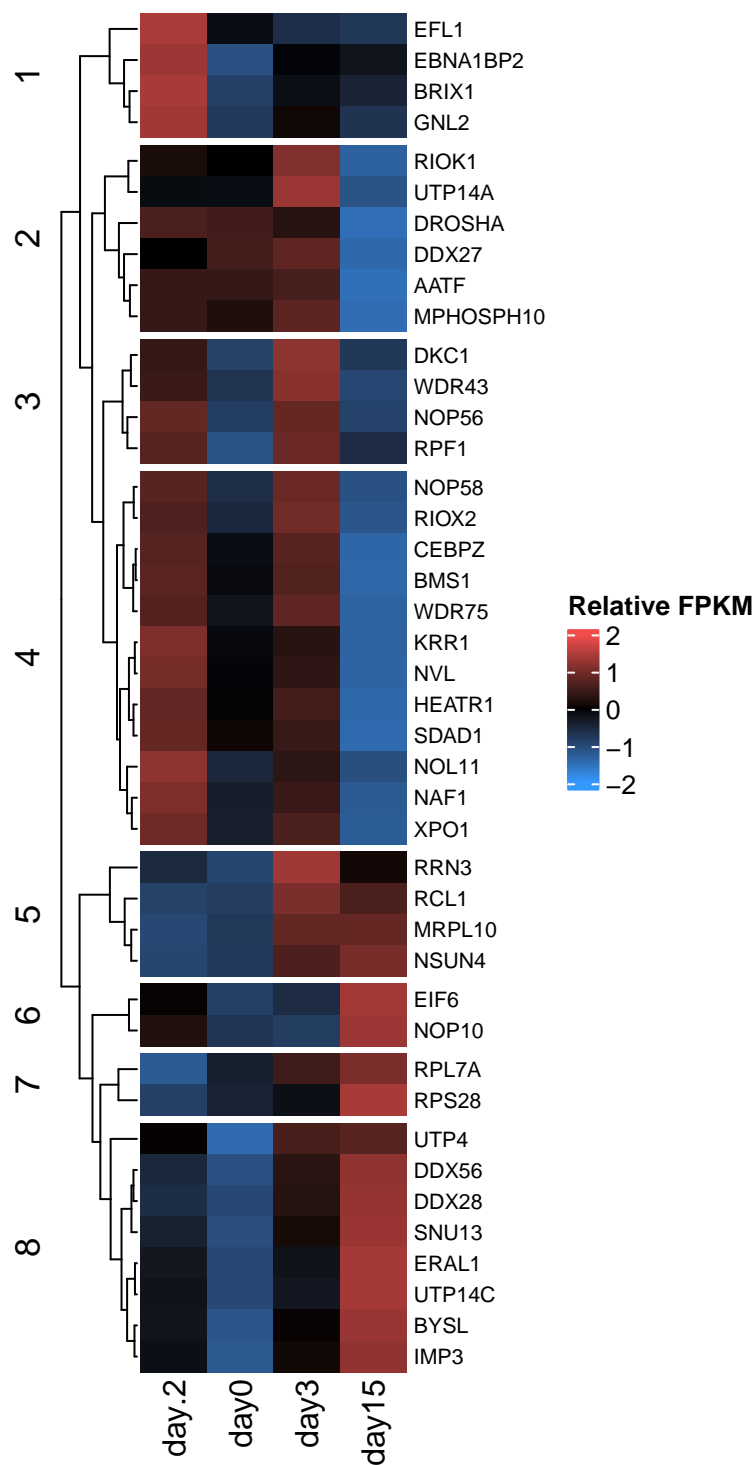 1
EFL1
EBNA1BP2
BRIX1
GNL2
2
RIOK1
UTP14A
DROSHA
DDX27
AATF
MPHOSPH10
3
DKC1
WDR43
NOP56
RPF1
4
NOP58
RIOX2
CEBPZ
BMS1
WDR75
KRR1
NVL
HEATR1
SDAD1
NOL11
NAF1
XPO1
5
RRN3
RCL1
MRPL10
NSUN4
6
EIF6
NOP10
7
RPL7A
RPS28
8
UTP4
DDX56
DDX28
SNU13
ERAL1
UTP14C
BYSL
IMP3
day.2
day0
day3
day15
Relative FPKM
2
1
0
−1
−2